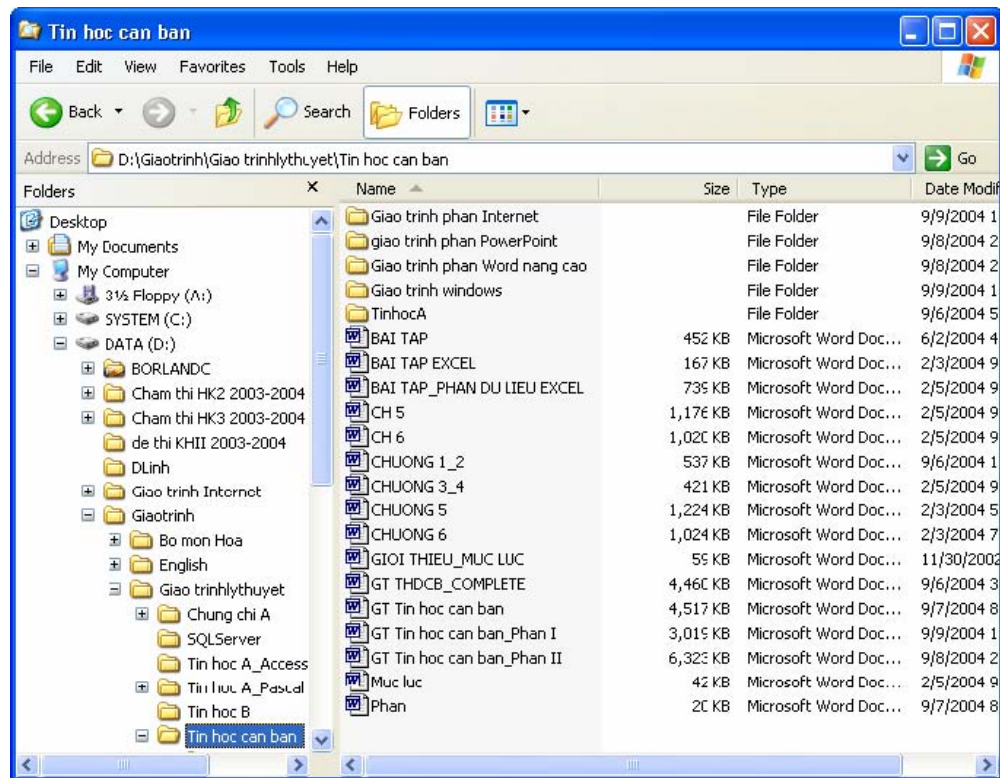 Tin hoc can ban
File Edit View Favorites Tools Help
Back Search Folders
Address D:\Giaotrinh\Giao trinhlythuyet\Tin hoc can ban Go
Folders
Desktop
My Documents
My Computer
3½ Floppy (A:)
SYSTEM (C:)
DATA (D:)
BORLANDC
Cham thi HK2 2003-2004
Cham thi HK3 2003-2004
de thi KHII 2003-2004
DLinh
Giao trinh Internet
Giaotrinh
Bo mon Hoa
English
Giao trinhlythuyet
Chung chi A
SQLServer
Tin hoc A_Access
Tin hoc A_Pascal
Tin hoc B
Tin hoc can ban
Name Size Type Date Modif
Giao trinh phan Internet File Folder 9/9/2004 1
giao trinh phan PowerPoint File Folder 9/8/2004 2
Giao trinh phan Word nang cao File Folder 9/8/2004 2
Giao trinh windows File Folder 9/9/2004 1
TinhocA File Folder 9/6/2004 5
BAI TAP 452 KB Microsoft Word Doc... 6/2/2004 4
BAI TAP EXCEL 167 KB Microsoft Word Doc... 2/3/2004 9
BAI TAP_PHAN DU LIEU EXCEL 739 KB Microsoft Word Doc... 2/5/2004 9
CH 5 1,176 KB Microsoft Word Doc... 2/5/2004 9
CH 6 1,020 KB Microsoft Word Doc... 2/5/2004 9
CHUONG 1_2 537 KB Microsoft Word Doc... 9/6/2004 1
CHUONG 3_4 421 KB Microsoft Word Doc... 2/5/2004 9
CHUONG 5 1,224 KB Microsoft Word Doc... 2/3/2004 5
CHUONG 6 1,024 KB Microsoft Word Doc... 2/3/2004 7
GIOI THIEU_MUC LUC 59 KB Microsoft Word Doc... 11/30/2002
GT THDCB_COMPLETE 4,460 KB Microsoft Word Doc... 9/6/2004 3
GT Tin hoc can ban 4,517 KB Microsoft Word Doc... 9/7/2004 8
GT Tin hoc can ban_Phan I 3,019 KB Microsoft Word Doc... 9/9/2004 1
GT Tin hoc can ban_Phan II 6,323 KB Microsoft Word Doc... 9/8/2004 2
Muc luc 42 KB Microsoft Word Doc... 2/5/2004 9
Phan 20 KB Microsoft Word Doc... 9/7/2004 8